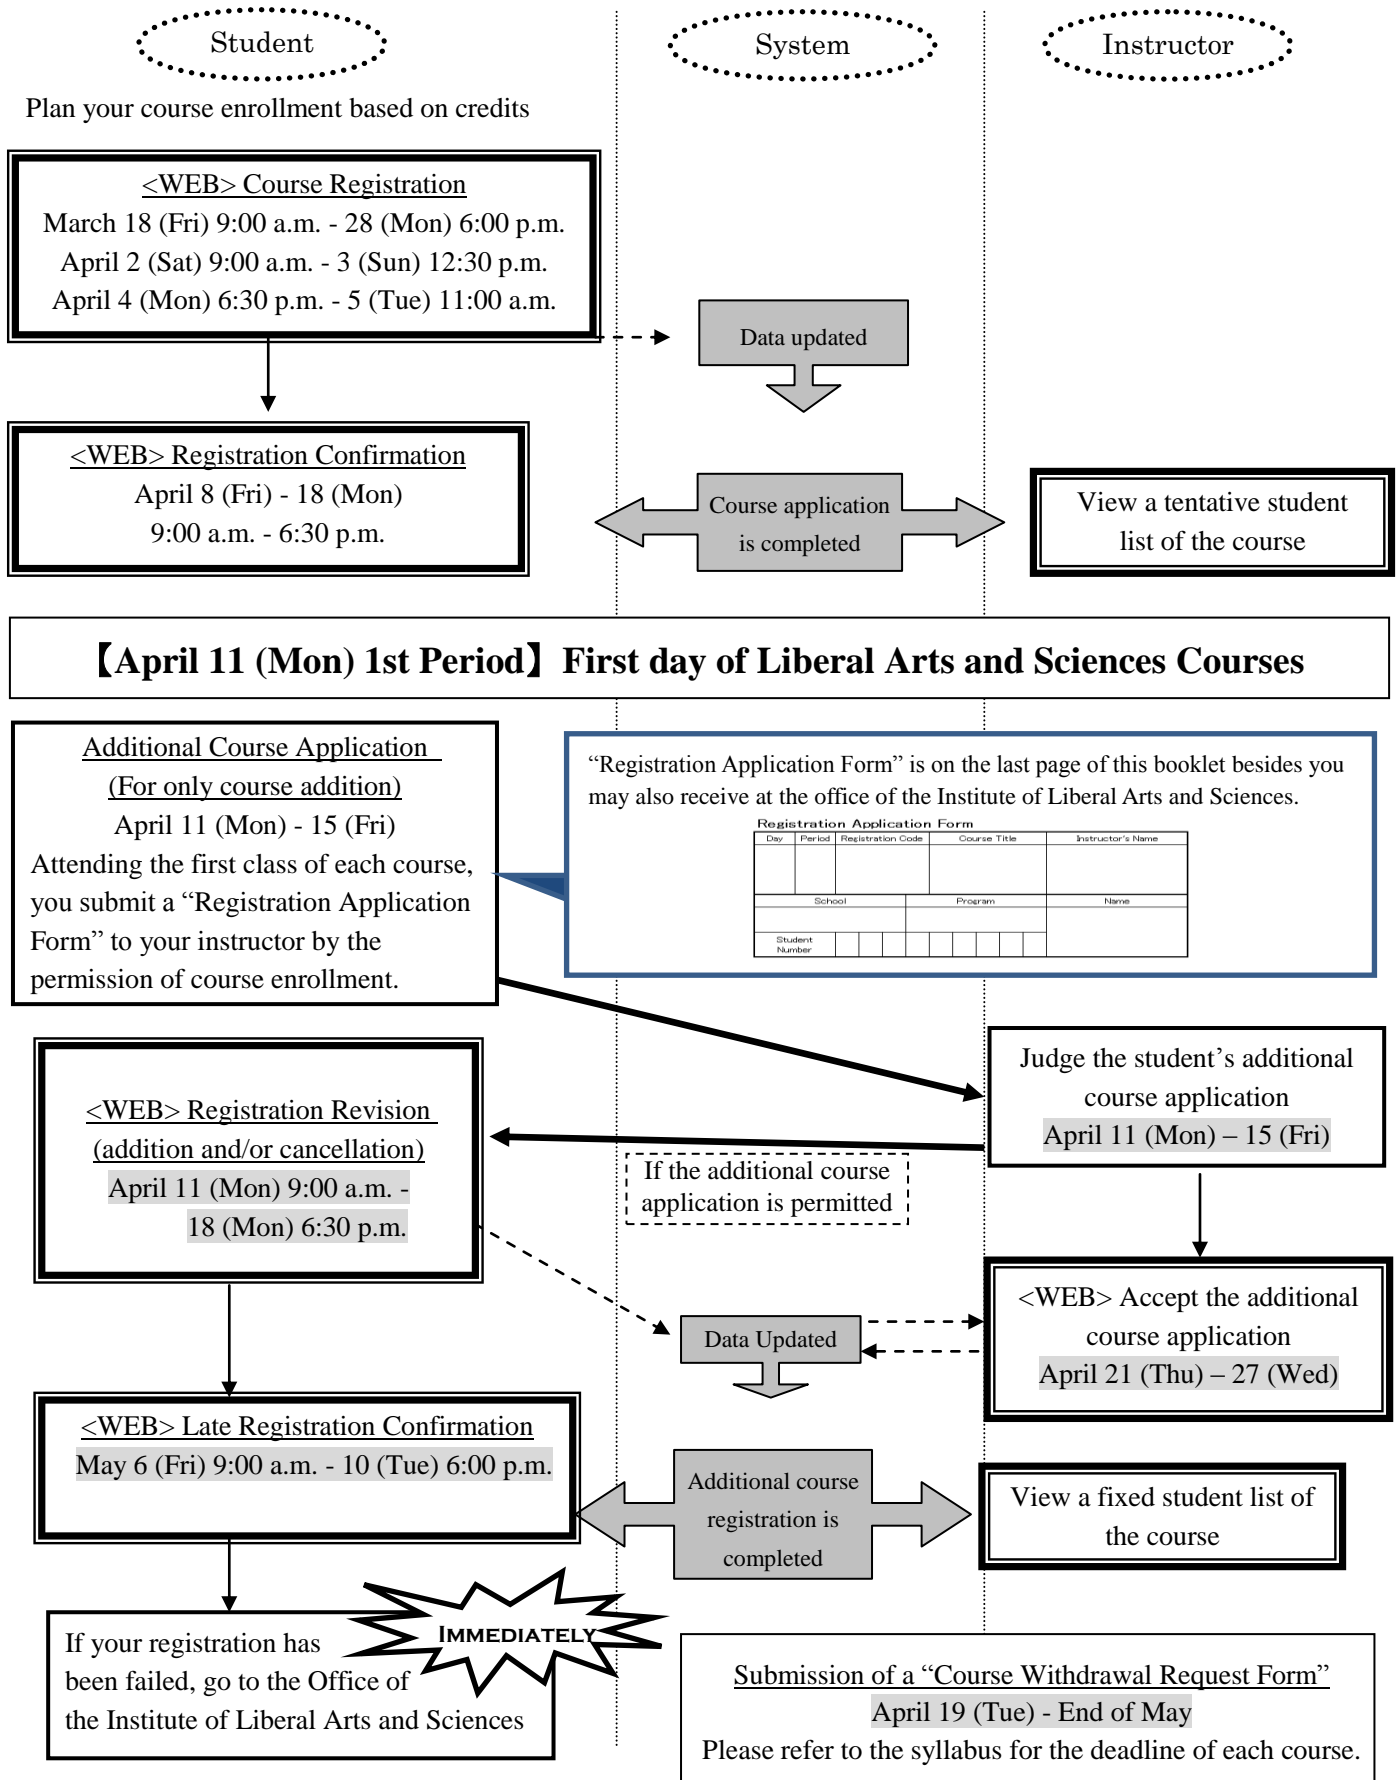 Student
System
Instructor
Plan your course enrollment based on credits
<WEB> Course Registration
March 18 (Fri) 9:00 a.m. - 28 (Mon) 6:00 p.m.
April 2 (Sat) 9:00 a.m. - 3 (Sun) 12:30 p.m.
April 4 (Mon) 6:30 p.m. - 5 (Tue) 11:00 a.m.
Data updated
<WEB> Registration Confirmation
April 8 (Fri) - 18 (Mon)
9:00 a.m. - 6:30 p.m.
Course application
is completed
View a tentative student
list of the course
【April 11 (Mon) 1st Period】 First day of Liberal Arts and Sciences Courses
Additional Course Application
(For only course addition)
April 11 (Mon) - 15 (Fri)
Attending the first class of each course,
you submit a “Registration Application
Form” to your instructor by the
permission of course enrollment.
“Registration Application Form” is on the last page of this booklet besides you
may also receive at the office of the Institute of Liberal Arts and Sciences.
Registration Application Form
Day Period Registration Code Course Title Instructor's Name
School Program Name
Student
Number
Judge the student’s additional
course application
April 11 (Mon) – 15 (Fri)
<WEB> Registration Revision
(addition and/or cancellation)
April 11 (Mon) 9:00 a.m. -
18 (Mon) 6:30 p.m.
If the additional course
application is permitted
<WEB> Accept the additional
course application
April 21 (Thu) – 27 (Wed)
Data Updated
<WEB> Late Registration Confirmation
May 6 (Fri) 9:00 a.m. - 10 (Tue) 6:00 p.m.
Additional course
registration is
completed
View a fixed student list of
the course
IMMEDIATELY
If your registration has
been failed, go to the Office of
the Institute of Liberal Arts and Sciences
Submission of a “Course Withdrawal Request Form”
April 19 (Tue) - End of May
Please refer to the syllabus for the deadline of each course.